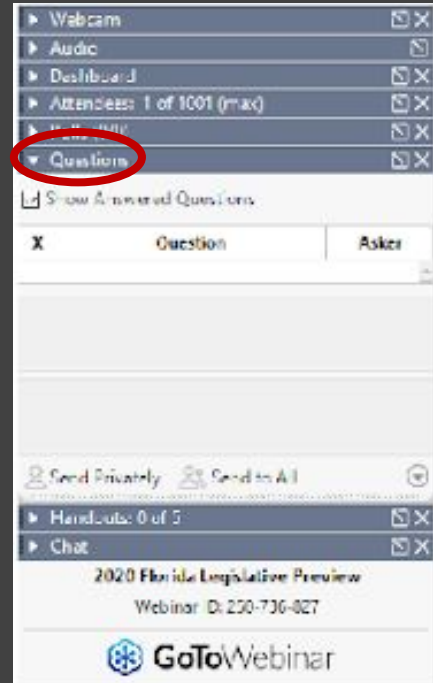 Webcam
Audio
Dashboard
Attendees: 1 of 1001 (max)
Questions
Show Answered Questions
X Question Asker
Send Privately Send to All
Handouts: 0 of 5
Chat
2020 Florida Legislative Preview
Webinar ID: 250-736-827
GoToWebinar